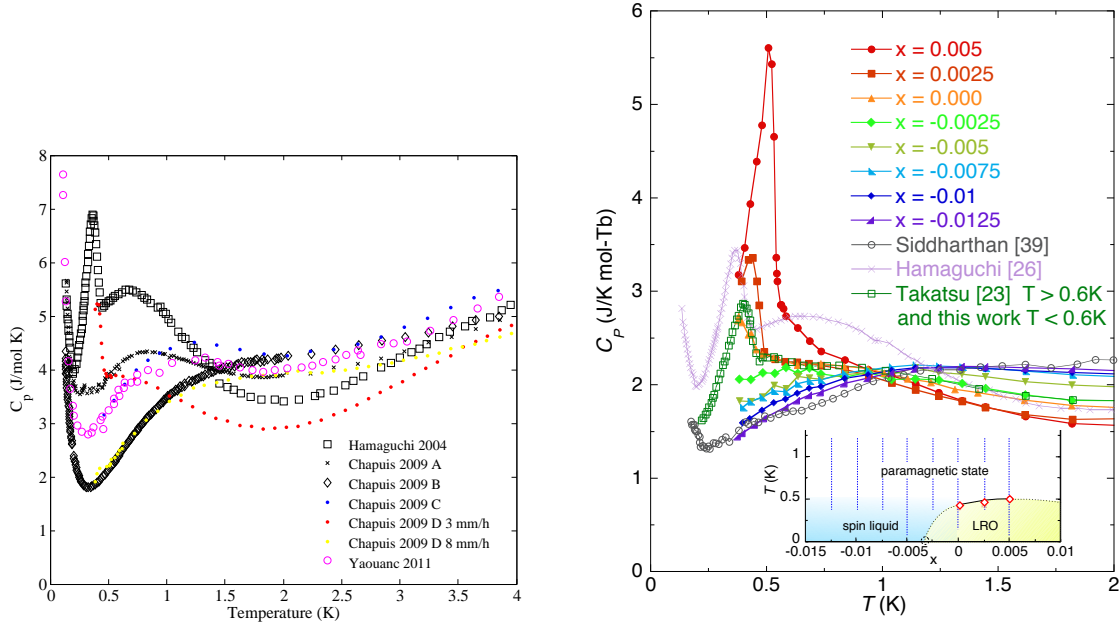 8
7
6
5
4
3
2
1
0
C_p (J/mol K)
0 0.5 1 1.5 2 2.5 3 3.5 4
Temperature (K)
Hamaguchi 2004
Chapuis 2009 A
Chapuis 2009 B
Chapuis 2009 C
Chapuis 2009 D 3 mm/h
Chapuis 2009 D 8 mm/h
Yaouanc 2011
6
5
4
3
2
1
0
C_P (J/K mol-Tb)
x = 0.005
x = 0.0025
x = 0.000
x = -0.0025
x = -0.005
x = -0.0075
x = -0.01
x = -0.0125
Siddharthan [39]
Hamaguchi [26]
Takatsu [23] T > 0.6K
and this work T < 0.6K
1
0.5
0
T (K)
paramagnetic state
spin liquid
LRO
-0.015 -0.01 -0.005 0 0.005 0.01
x
0 0.5 1 1.5 2
T (K)